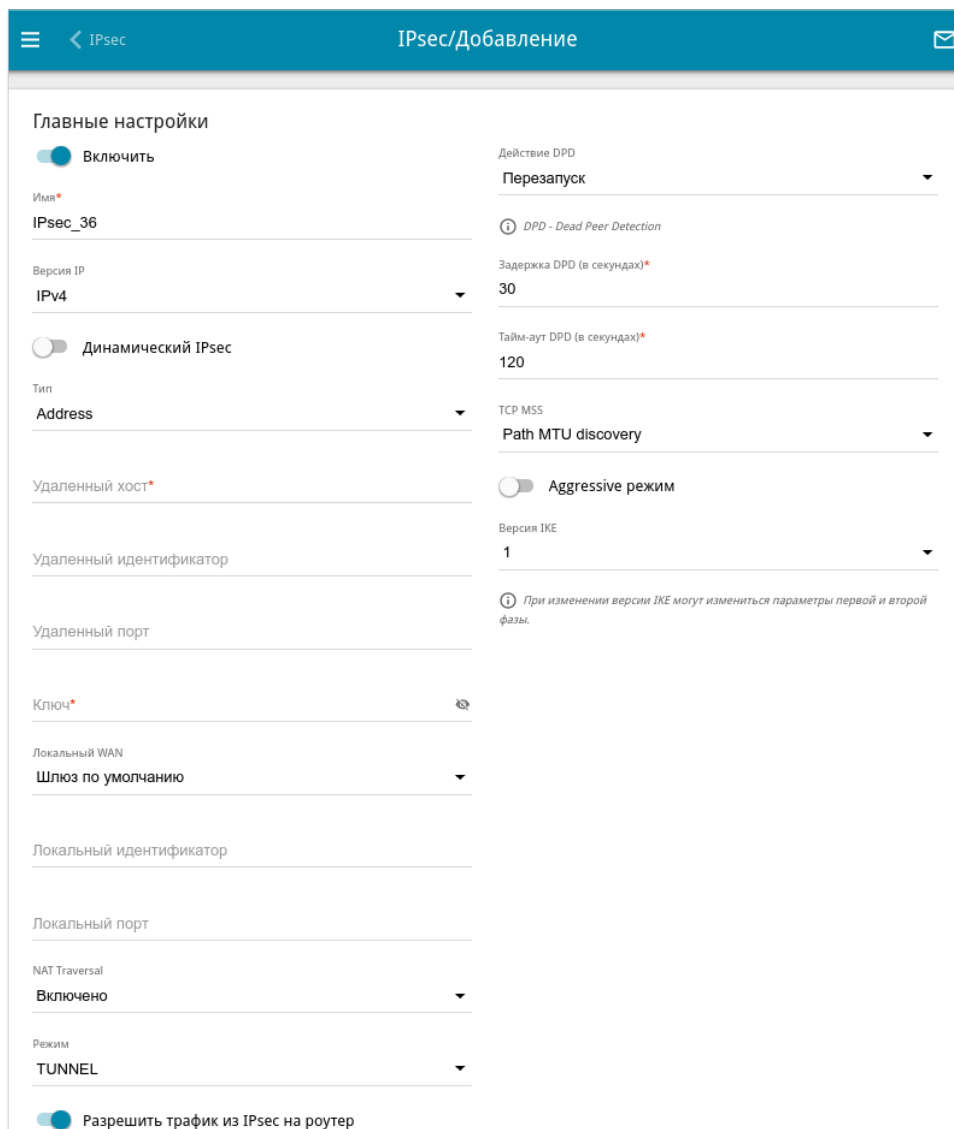 IPsec
IPsec/Добавление
Главные настройки
Включить
Имя*
IPsec_36
Версия IP
IPv4
Динамический IPsec
Тип
Address
Удаленный хост*
Удаленный идентификатор
Удаленный порт
Ключ*
Локальный WAN
Шлюз по умолчанию
Локальный идентификатор
Локальный порт
NAT Traversal
Включено
Режим
TUNNEL
Разрешить трафик из IPsec на роутер
Действие DPD
Перезапуск
DPD - Dead Peer Detection
Задержка DPD (в секундах)*
30
Тайм-аут DPD (в секундах)*
120
TCP MSS
Path MTU discovery
Aggressive режим
Версия IKE
1
При изменении версии IKE могут измениться параметры первой и второй
фазы.